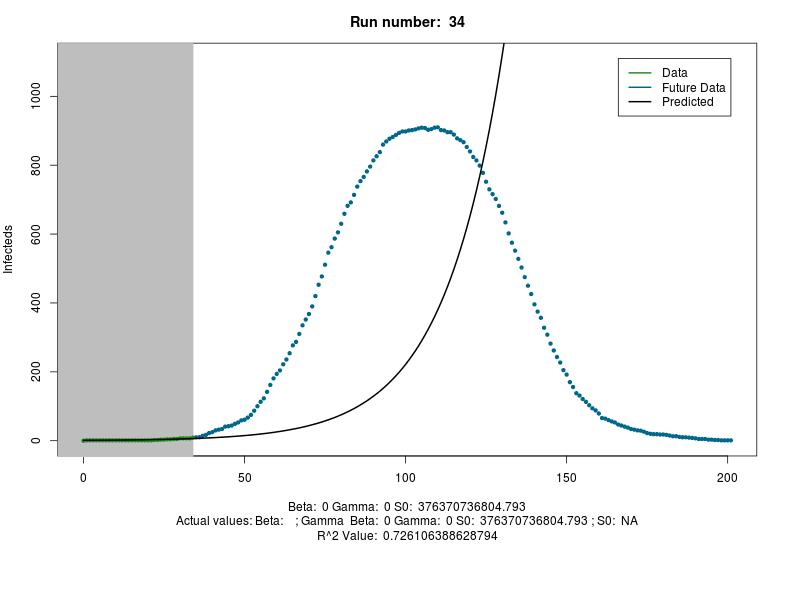 Run number: 34
Data
Future Data
Predicted
Infecteds
1000
800
600
400
200
0
0 50 100 150 200
Beta: 0 Gamma: 0 S0: 376370736804.793
Actual values: Beta: ; Gamma Beta: 0 Gamma: 0 S0: 376370736804.793 ; S0: NA
R^2 Value: 0.726106388628794